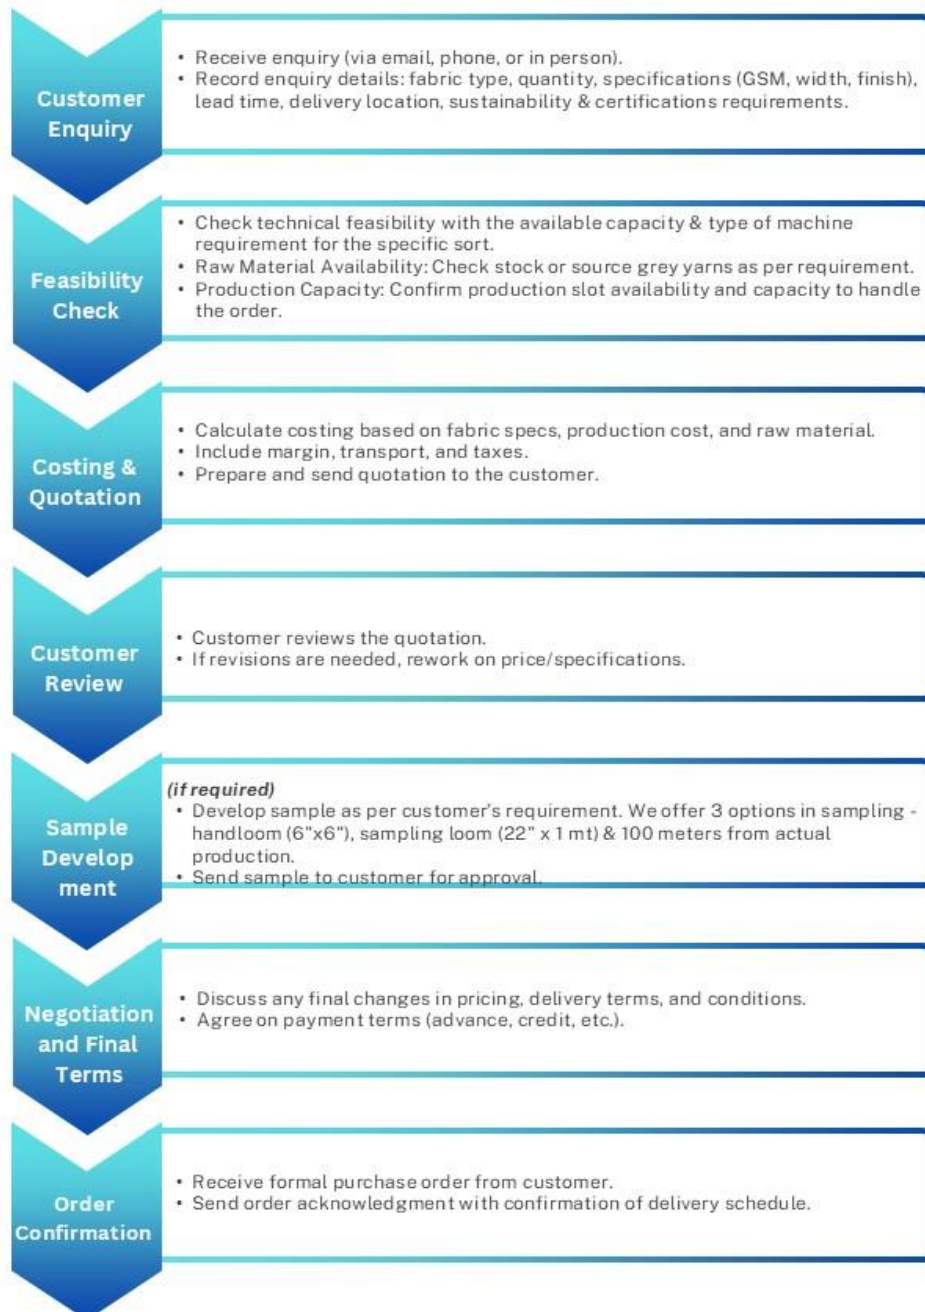 Customer
Enquiry
• Receive enquiry (via email, phone, or in person).
• Record enquiry details: fabric type, quantity, specifications (GSM, width, finish),
lead time, delivery location, sustainability & certifications requirements.
Feasibility
Check
• Check technical feasibility with the available capacity & type of machine
requirement for the specific sort.
• Raw Material Availability: Check stock or source grey yarns as per requirement.
• Production Capacity: Confirm production slot availability and capacity to handle
the order.
Costing &
Quotation
• Calculate costing based on fabric specs, production cost, and raw material.
• Include margin, transport, and taxes.
• Prepare and send quotation to the customer.
Customer
Review
• Customer reviews the quotation.
• If revisions are needed, rework on price/specifications.
Sample
Develop
ment
(if required)
• Develop sample as per customer's requirement. We offer 3 options in sampling -
handloom (6"x6"), sampling loom (22" x 1 mt) & 100 meters from actual
production.
• Send sample to customer for approval.
Negotiation
and Final
Terms
• Discuss any final changes in pricing, delivery terms, and conditions.
• Agree on payment terms (advance, credit, etc.).
Order
Confirmation
• Receive formal purchase order from customer.
• Send order acknowledgment with confirmation of delivery schedule.